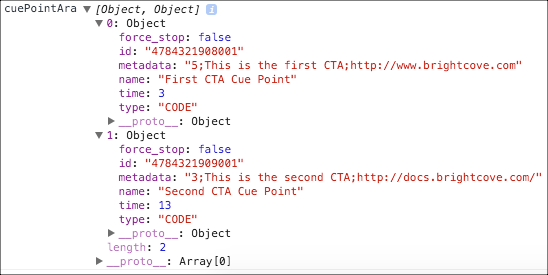 cuePointAra ▼ [Object, Object] i
▼ 0: Object
force_stop: false
id: "4784321908001"
metadata: "5;This is the first CTA;http://www.brightcove.com"
name: "First CTA Cue Point"
time: 3
type: "CODE"
▶ __proto__: Object
▼ 1: Object
force_stop: false
id: "4784321909001"
metadata: "3;This is the second CTA;http://docs.brightcove.com/"
name: "Second CTA Cue Point"
time: 13
type: "CODE"
▶ __proto__: Object
length: 2
▶ __proto__: Array[0]